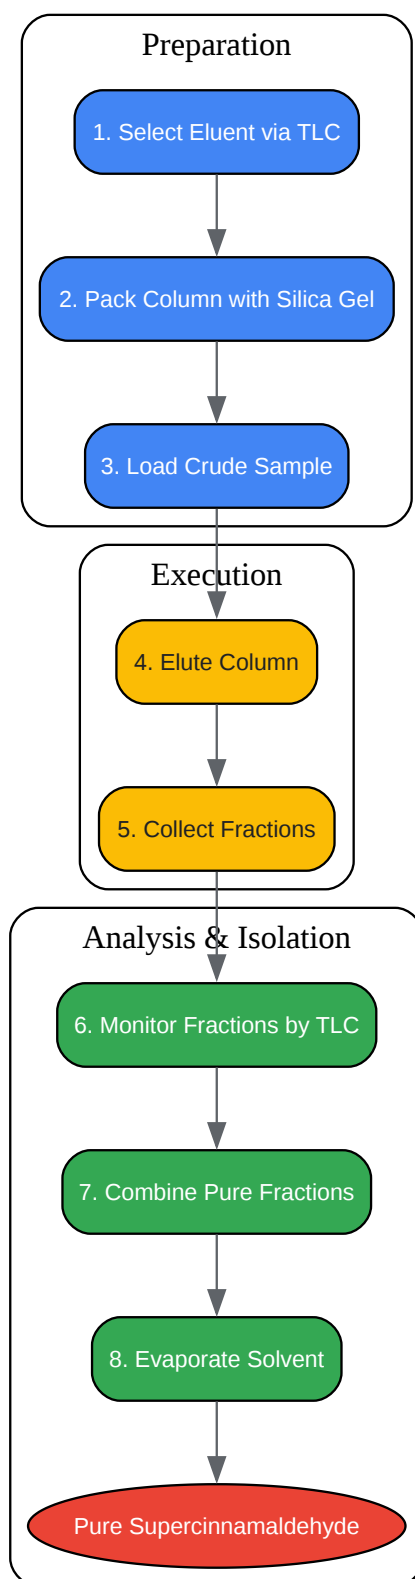 Preparation
1. Select Eluent via TLC
2. Pack Column with Silica Gel
3. Load Crude Sample
Execution
4. Elute Column
5. Collect Fractions
Analysis & Isolation
6. Monitor Fractions by TLC
7. Combine Pure Fractions
8. Evaporate Solvent
Pure Supercinnamaldehyde